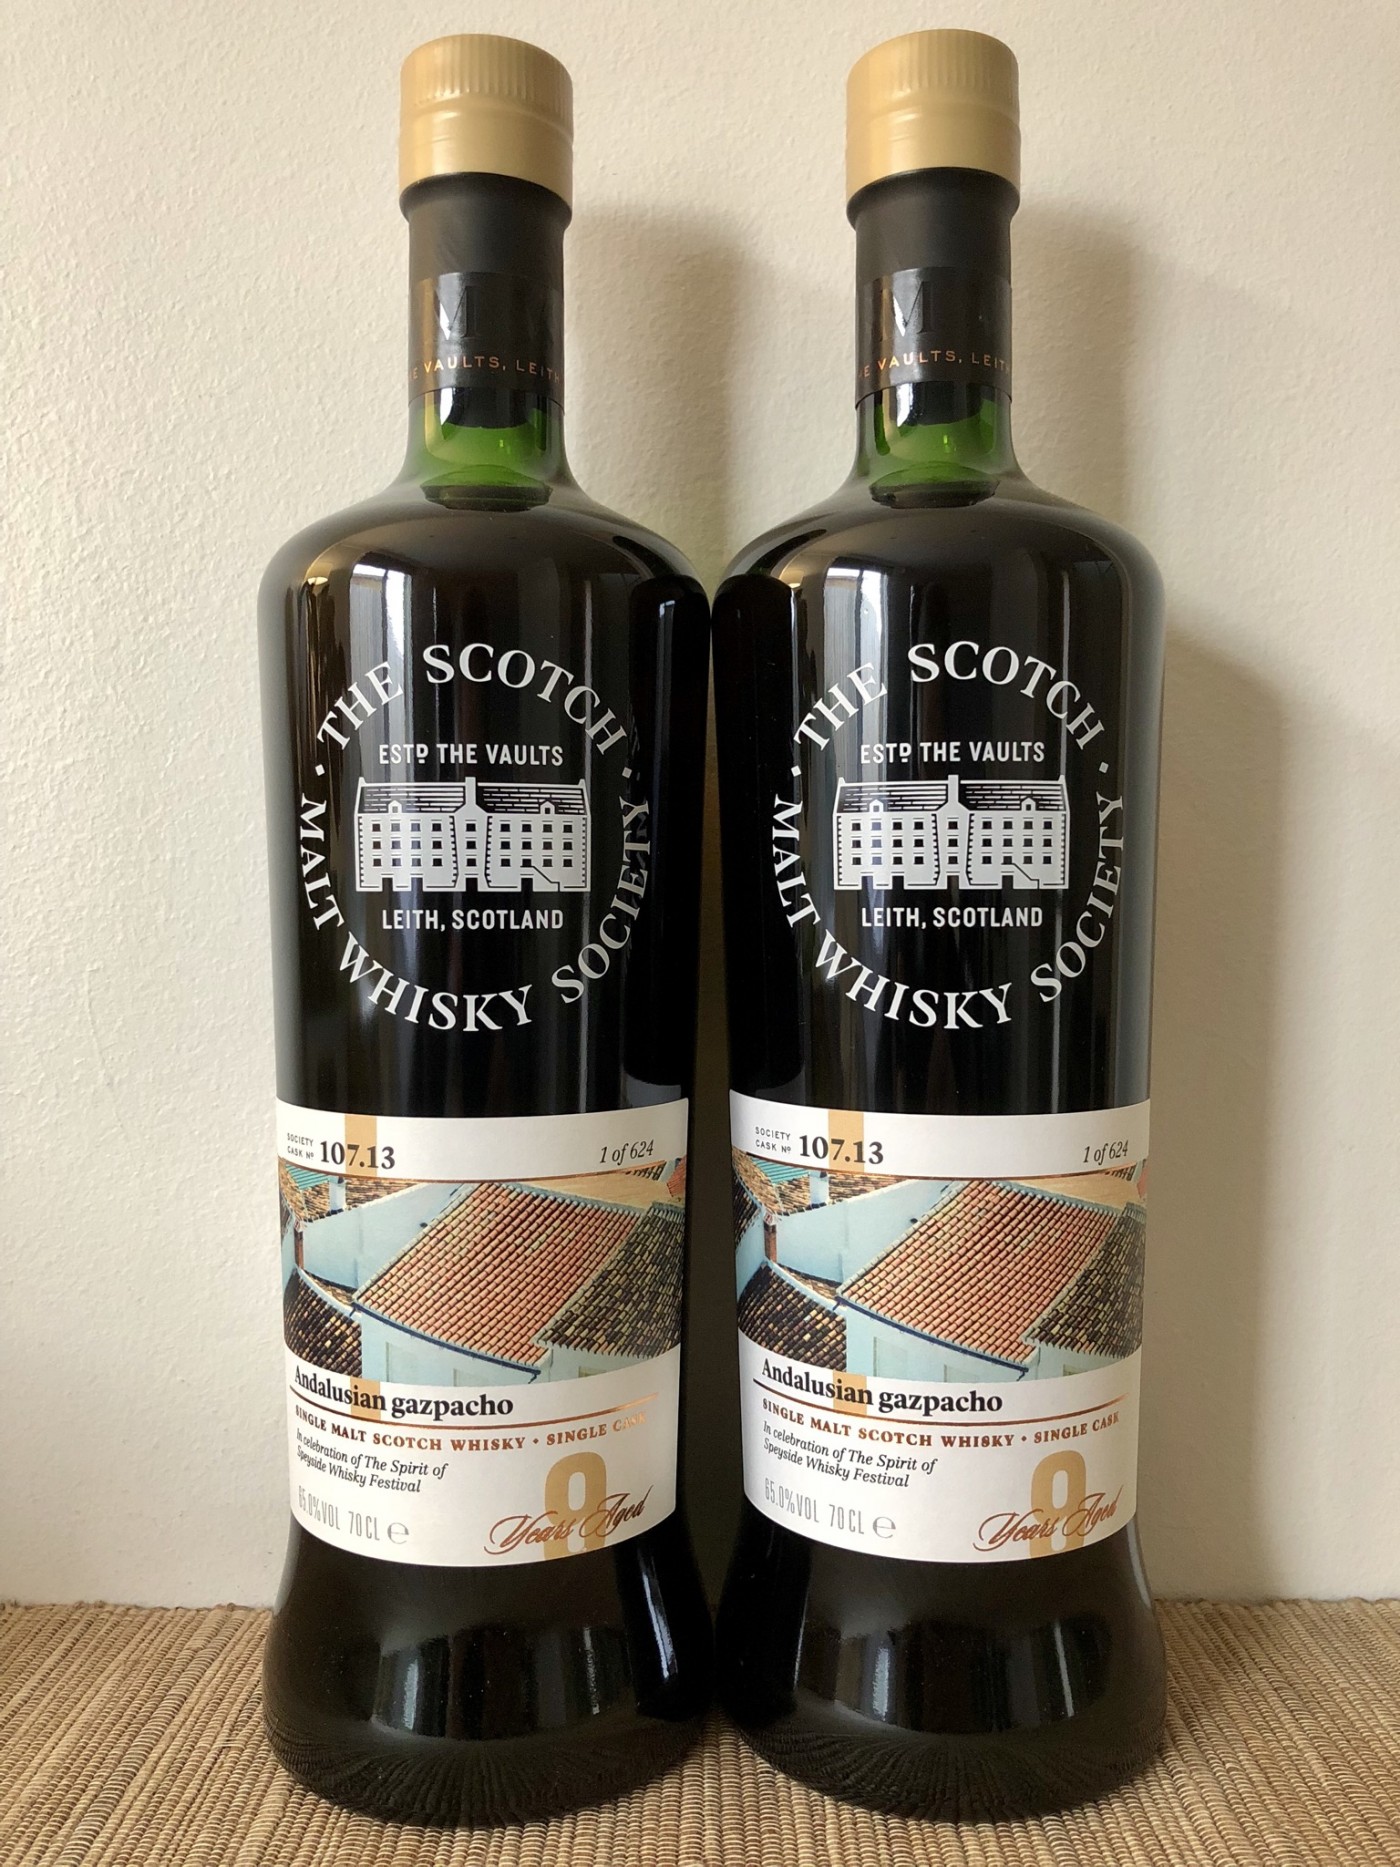 M
E VAULTS, LEITH
THE SCOTCH
MALT WHISKY SOCIETY
ESTD THE VAULTS
LEITH, SCOTLAND
SOCIETY
CASK Nº 107.13
1 of 624
Andalusian gazpacho
SINGLE MALT SCOTCH WHISKY • SINGLE CASK
In celebration of The Spirit of
Speyside Whisky Festival
65.0%VOL 70CL e
8
Years Aged
M
E VAULTS, LEITH
THE SCOTCH
MALT WHISKY SOCIETY
ESTD THE VAULTS
LEITH, SCOTLAND
SOCIETY
CASK Nº 107.13
1 of 624
Andalusian gazpacho
SINGLE MALT SCOTCH WHISKY • SINGLE CASK
In celebration of The Spirit of
Speyside Whisky Festival
65.0%VOL 70CL e
8
Years Aged